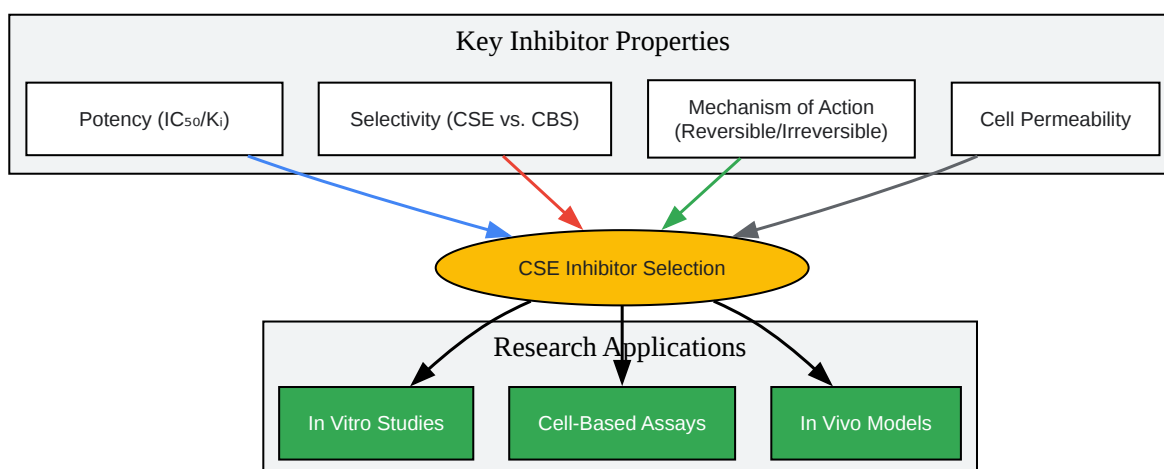 Key Inhibitor Properties
Potency (IC₅₀/Kᵢ)
Selectivity (CSE vs. CBS)
Mechanism of Action
(Reversible/Irreversible)
Cell Permeability
CSE Inhibitor Selection
Research Applications
In Vitro Studies
Cell-Based Assays
In Vivo Models